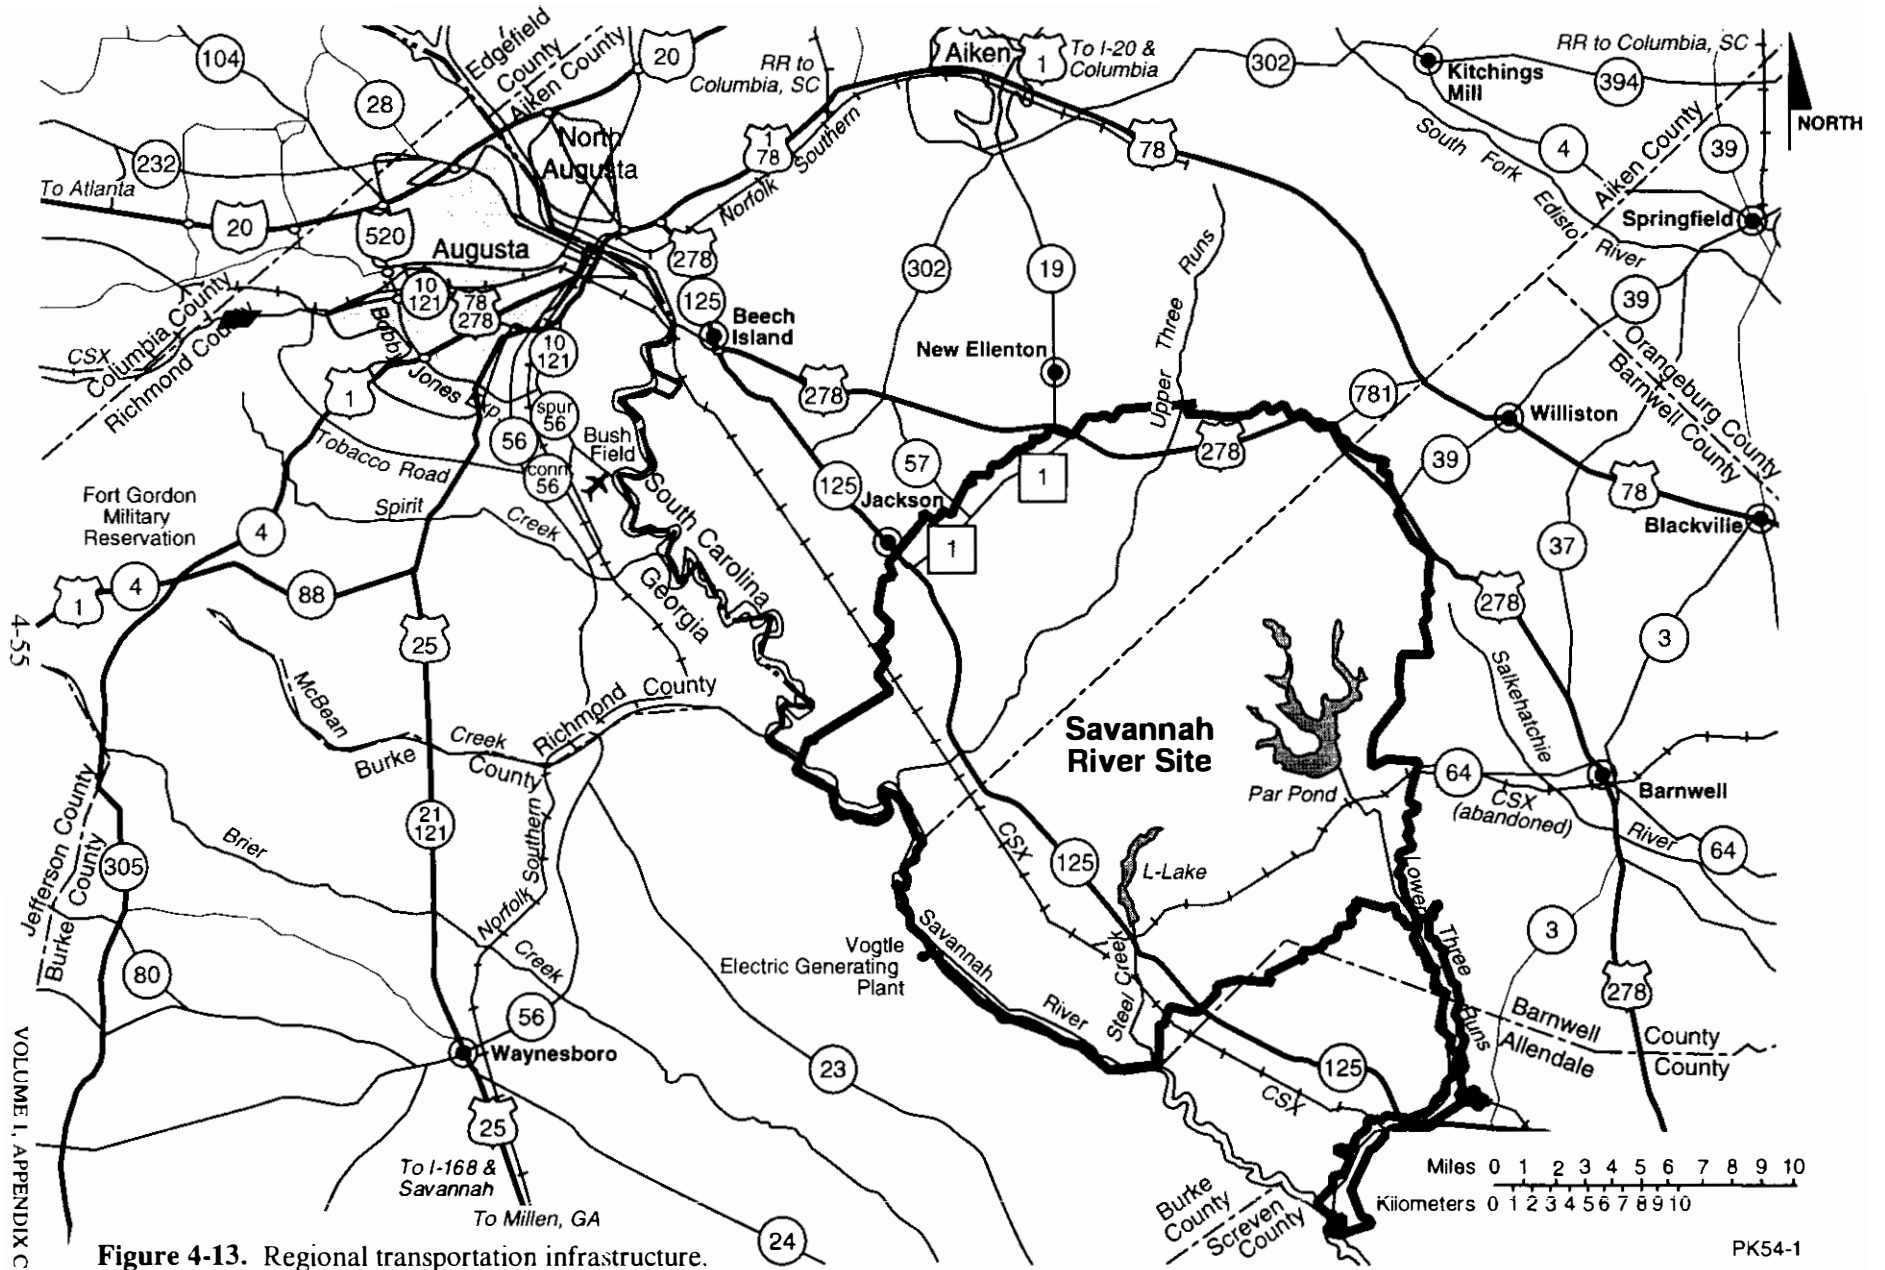 104
28
Edgefield
County
Aiken County
20
RR to
Columbia, SC
Aiken
1
To I-20 &
Columbia
302
Kitchings
Mill
RR to Columbia, SC
394
NORTH
232
To Atlanta
North
Augusta
1
78
Norfolk Southern
78
South Fork Edisto River
4
Aiken County
39
Springfield
20
520
Augusta
278
302
19
Upper Three Runs
39
Orangeburg County
Barnwell County
10
121
78
278
125
Beech
Island
New Ellenton
CSX
Columbia County
Richmond County
Bobby Jones Exp
10
121
1
278
781
Williston
spur
56
56
Bush
Field
Tobacco Road
conn
56
57
1
278
39
78
Blackville
Fort Gordon
Military
Reservation
Spirit Creek
125
Jackson
1
37
4
South Carolina
Georgia
1
4
88
25
278
3
McBean Creek
Burke County
Richmond County
Savannah
River Site
Salkehatchie River
Par Pond
64
CSX
(abandoned)
Barnwell
64
21
121
Norfolk Southern
Brier Creek
Jefferson County
Burke County
305
CSX
125
L-Lake
Lower Three Runs
3
278
80
Vogtle
Electric Generating
Plant
Savannah River
Steel Creek
Barnwell County
Allendale County
56
Waynesboro
23
125
CSX
25
To I-168 &
Savannah
To Millen, GA
24
Burke
County
Screven
County
Miles 0 1 2 3 4 5 6 7 8 9 10
Kilometers 0 1 2 3 4 5 6 7 8 9 10
PK54-1
Figure 4-13. Regional transportation infrastructure.
4-55
VOLUME 1, APPENDIX C